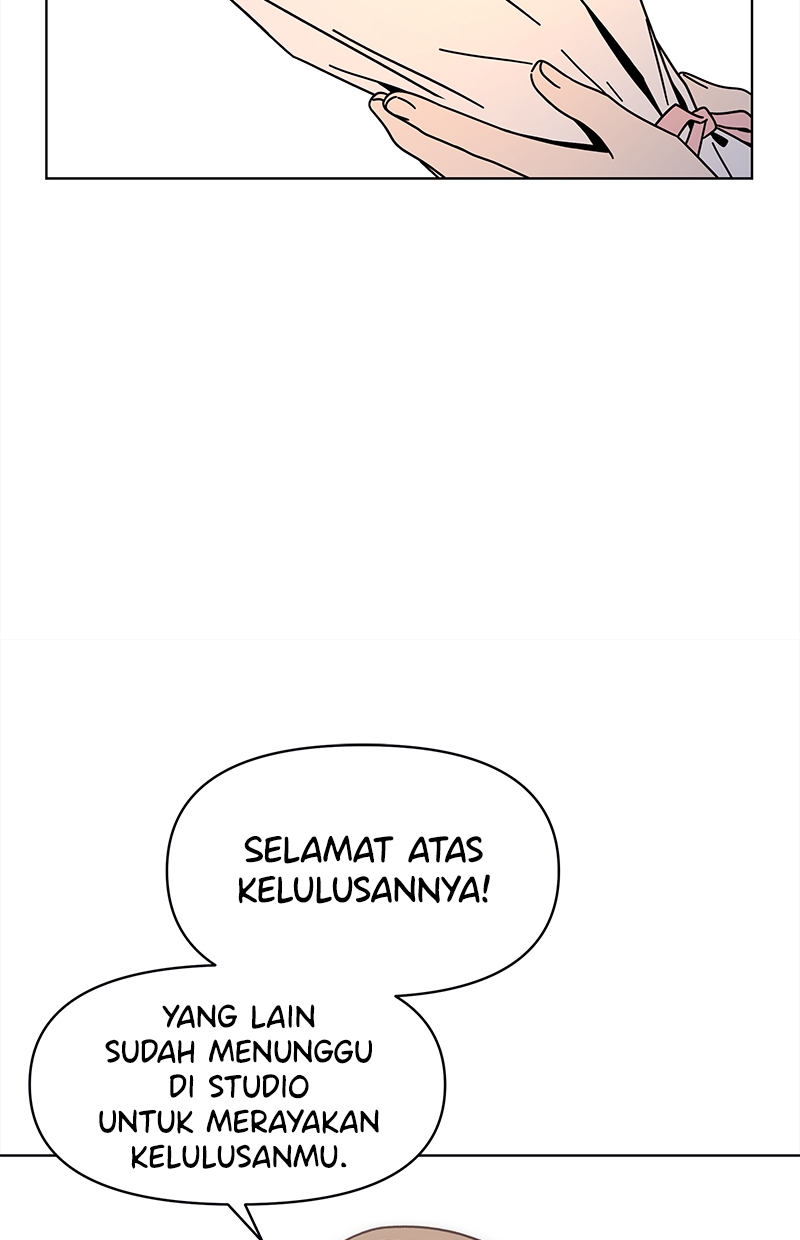 SELAMAT ATAS
KELULUSANNYA!
YANG LAIN
SUDAH MENUNGGU
DI STUDIO
UNTUK MERAYAKAN
KELULUSANMU.